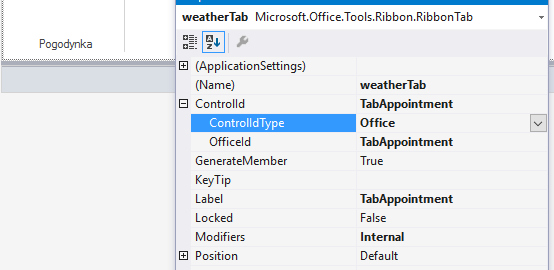 weatherTab Microsoft.Office.Tools.Ribbon.RibbonTab
Pogodynka
(ApplicationSettings)
(Name) weatherTab
ControlId TabAppointment
ControlIdType Office
OfficeId TabAppointment
GenerateMember True
KeyTip
Label TabAppointment
Locked False
Modifiers Internal
Position Default